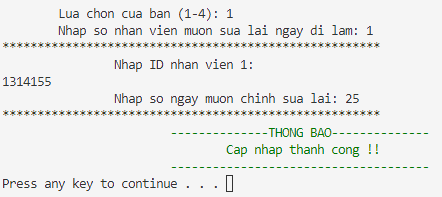 Lua chon cua ban (1-4): 1
Nhap so nhan vien muon sua lai ngay di lam: 1
******************************************************
Nhap ID nhan vien 1:
1314155
Nhap so ngay muon chinh sua lai: 25
******************************************************
--------------THONG BAO--------------
Cap nhap thanh cong !!
-------------------------------------
Press any key to continue . . .